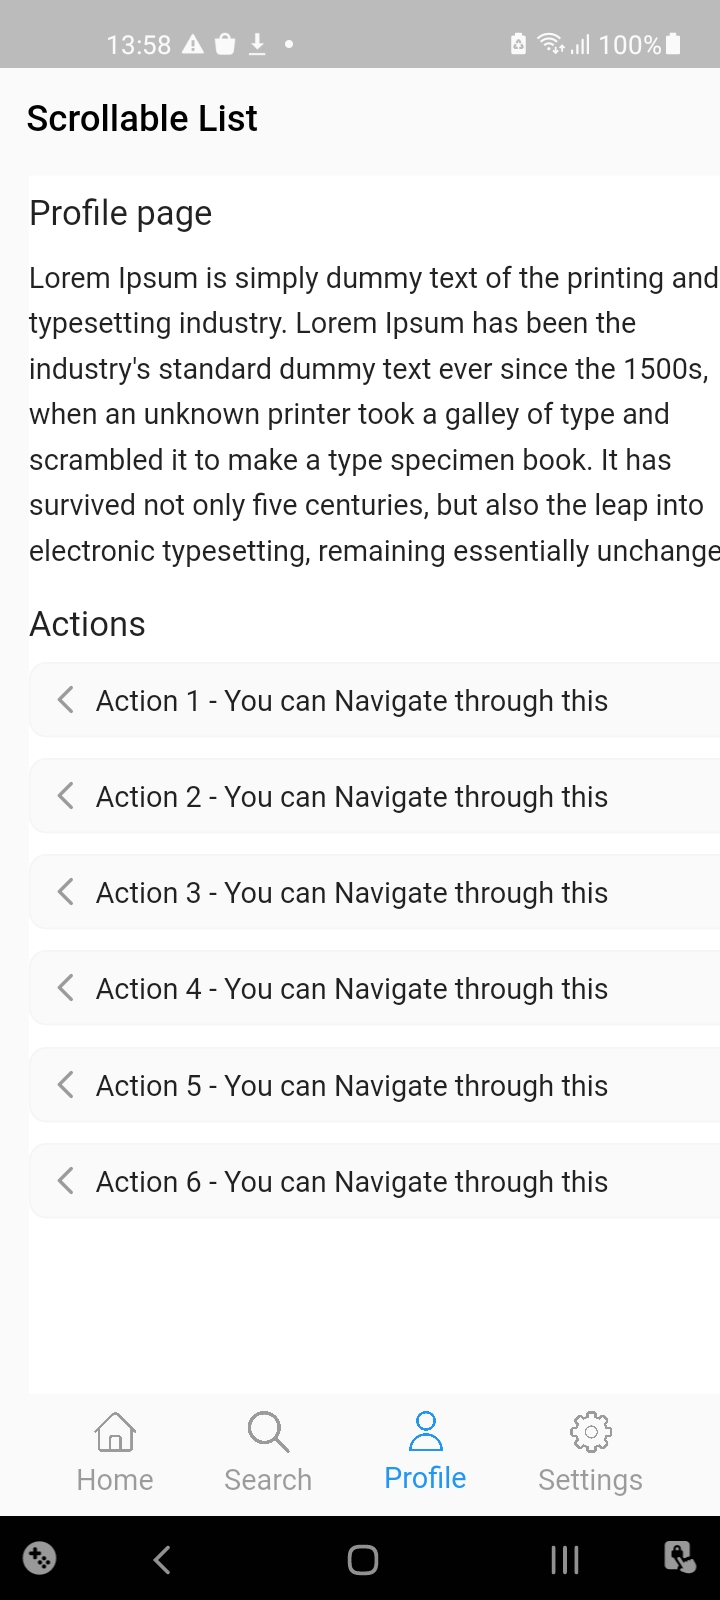 13:58
100%
Scrollable List
Profile page
Lorem Ipsum is simply dummy text of the printing and
typesetting industry. Lorem Ipsum has been the
industry's standard dummy text ever since the 1500s,
when an unknown printer took a galley of type and
scrambled it to make a type specimen book. It has
survived not only five centuries, but also the leap into
electronic typesetting, remaining essentially unchange
Actions
Action 1 - You can Navigate through this
Action 2 - You can Navigate through this
Action 3 - You can Navigate through this
Action 4 - You can Navigate through this
Action 5 - You can Navigate through this
Action 6 - You can Navigate through this
Home
Search
Profile
Settings